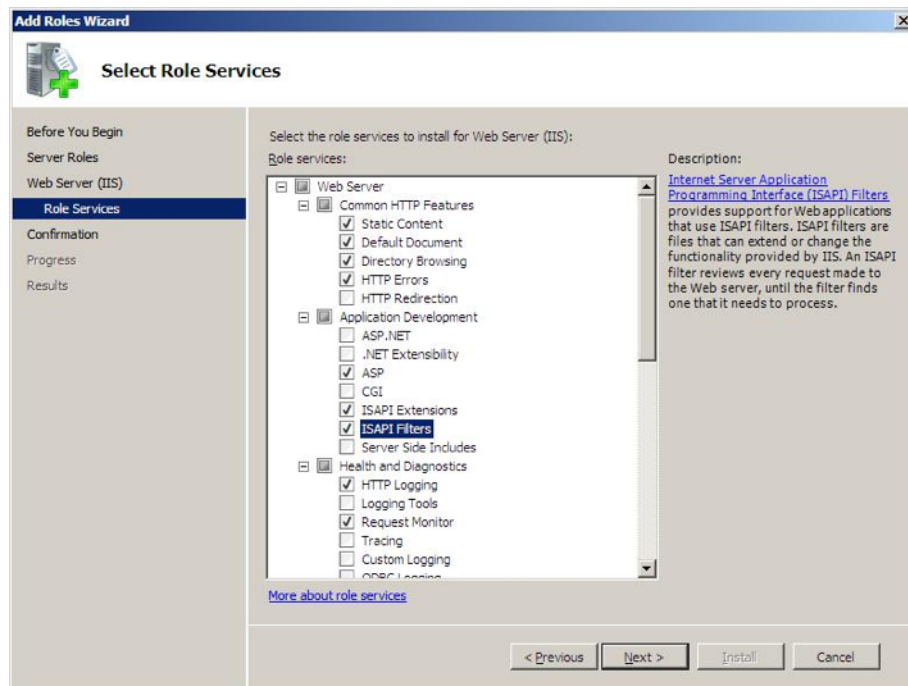 Add Roles Wizard
Select Role Services
Before You Begin
Server Roles
Web Server (IIS)
Role Services
Confirmation
Progress
Results
Select the role services to install for Web Server (IIS):
Role services:
Web Server
Common HTTP Features
Static Content
Default Document
Directory Browsing
HTTP Errors
HTTP Redirection
Application Development
ASP.NET
.NET Extensibility
ASP
CGI
ISAPI Extensions
ISAPI Filters
Server Side Includes
Health and Diagnostics
HTTP Logging
Logging Tools
Request Monitor
Tracing
Custom Logging
ODBC Logging
More about role services
Description:
Internet Server Application
Programming Interface (ISAPI) Filters
provides support for Web applications
that use ISAPI filters. ISAPI filters are
files that can extend or change the
functionality provided by IIS. An ISAPI
filter reviews every request made to
the Web server, until the filter finds
one that it needs to process.
< Previous
Next >
Install
Cancel